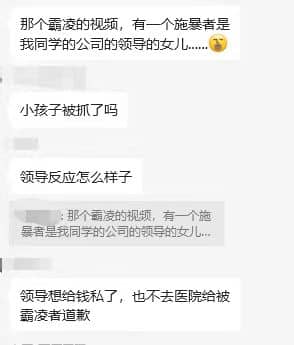 那个霸凌的视频，有一个施暴者是
我同学的公司的领导的女儿......
小孩子被抓了吗
领导反应怎么样子
: 那个霸凌的视频，有一个施
暴者是我同学的公司的领导的女儿...
领导想给钱私了，也不去医院给被
霸凌者道歉